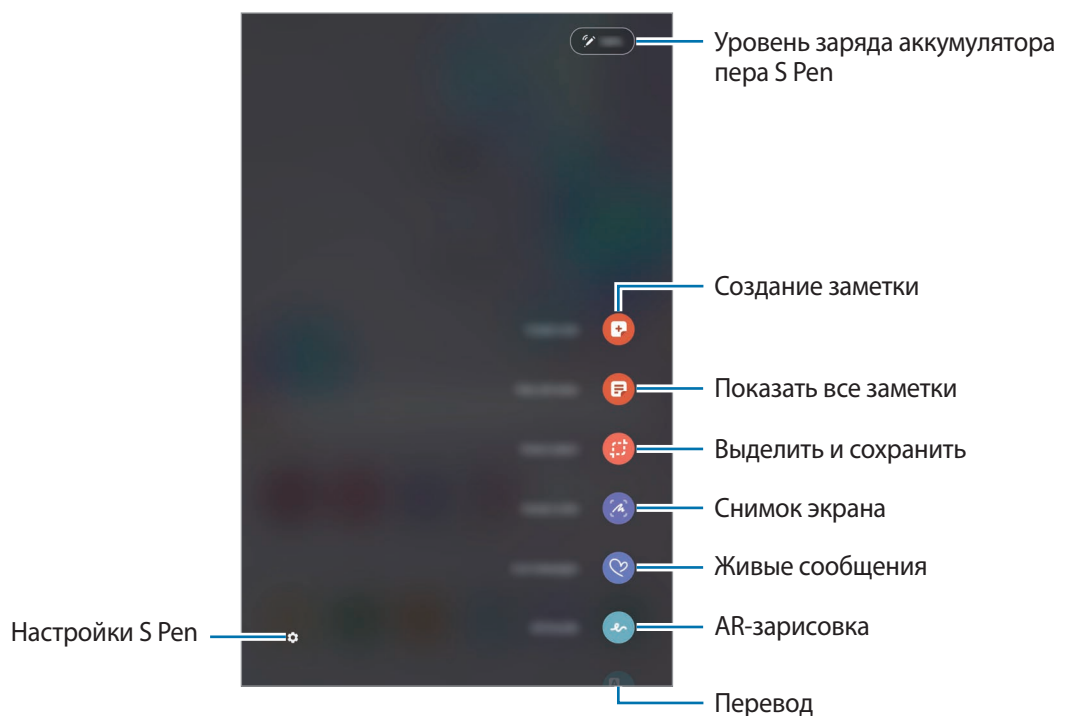 Уровень заряда аккумулятора
пера S Pen
Создание заметки
Показать все заметки
Выделить и сохранить
Снимок экрана
Живые сообщения
AR-зарисовка
Настройки S Pen
Перевод